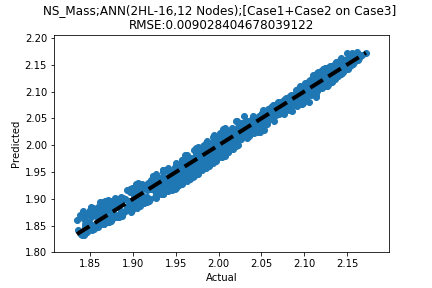 NS_Mass;ANN(2HL-16,12 Nodes);[Case1+Case2 on Case3]
RMSE:0.009028404678039122
2.20
2.15
2.10
2.05
2.00
1.95
1.90
1.85
1.80
Predicted
1.85 1.90 1.95 2.00 2.05 2.10 2.15
Actual